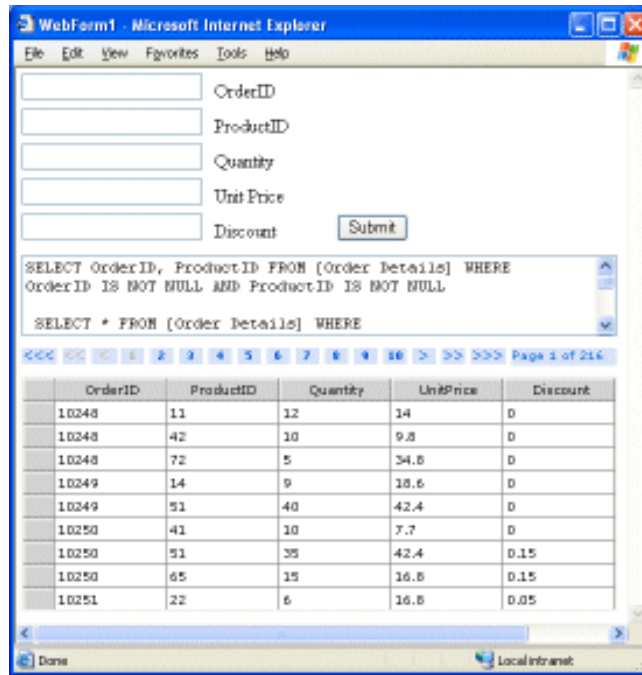 WebForm1 - Microsoft Internet Explorer
File Edit View Favorites Tools Help
OrderID
ProductID
Quantity
Unit Price
Discount Submit
SELECT OrderID, ProductID FROM [Order Details] WHERE
OrderID IS NOT NULL AND ProductID IS NOT NULL
SELECT * FROM [Order Details] WHERE
<<< << < 1 2 3 4 5 6 7 8 9 10 > >> >>> Page 1 of 216
OrderID ProductID Quantity UnitPrice Discount
10248 11 12 14 0
10248 42 10 9.8 0
10248 72 5 34.8 0
10249 14 9 18.6 0
10249 51 40 42.4 0
10250 41 10 7.7 0
10250 51 35 42.4 0.15
10250 65 15 16.8 0.15
10251 22 6 16.8 0.05
Done Local intranet